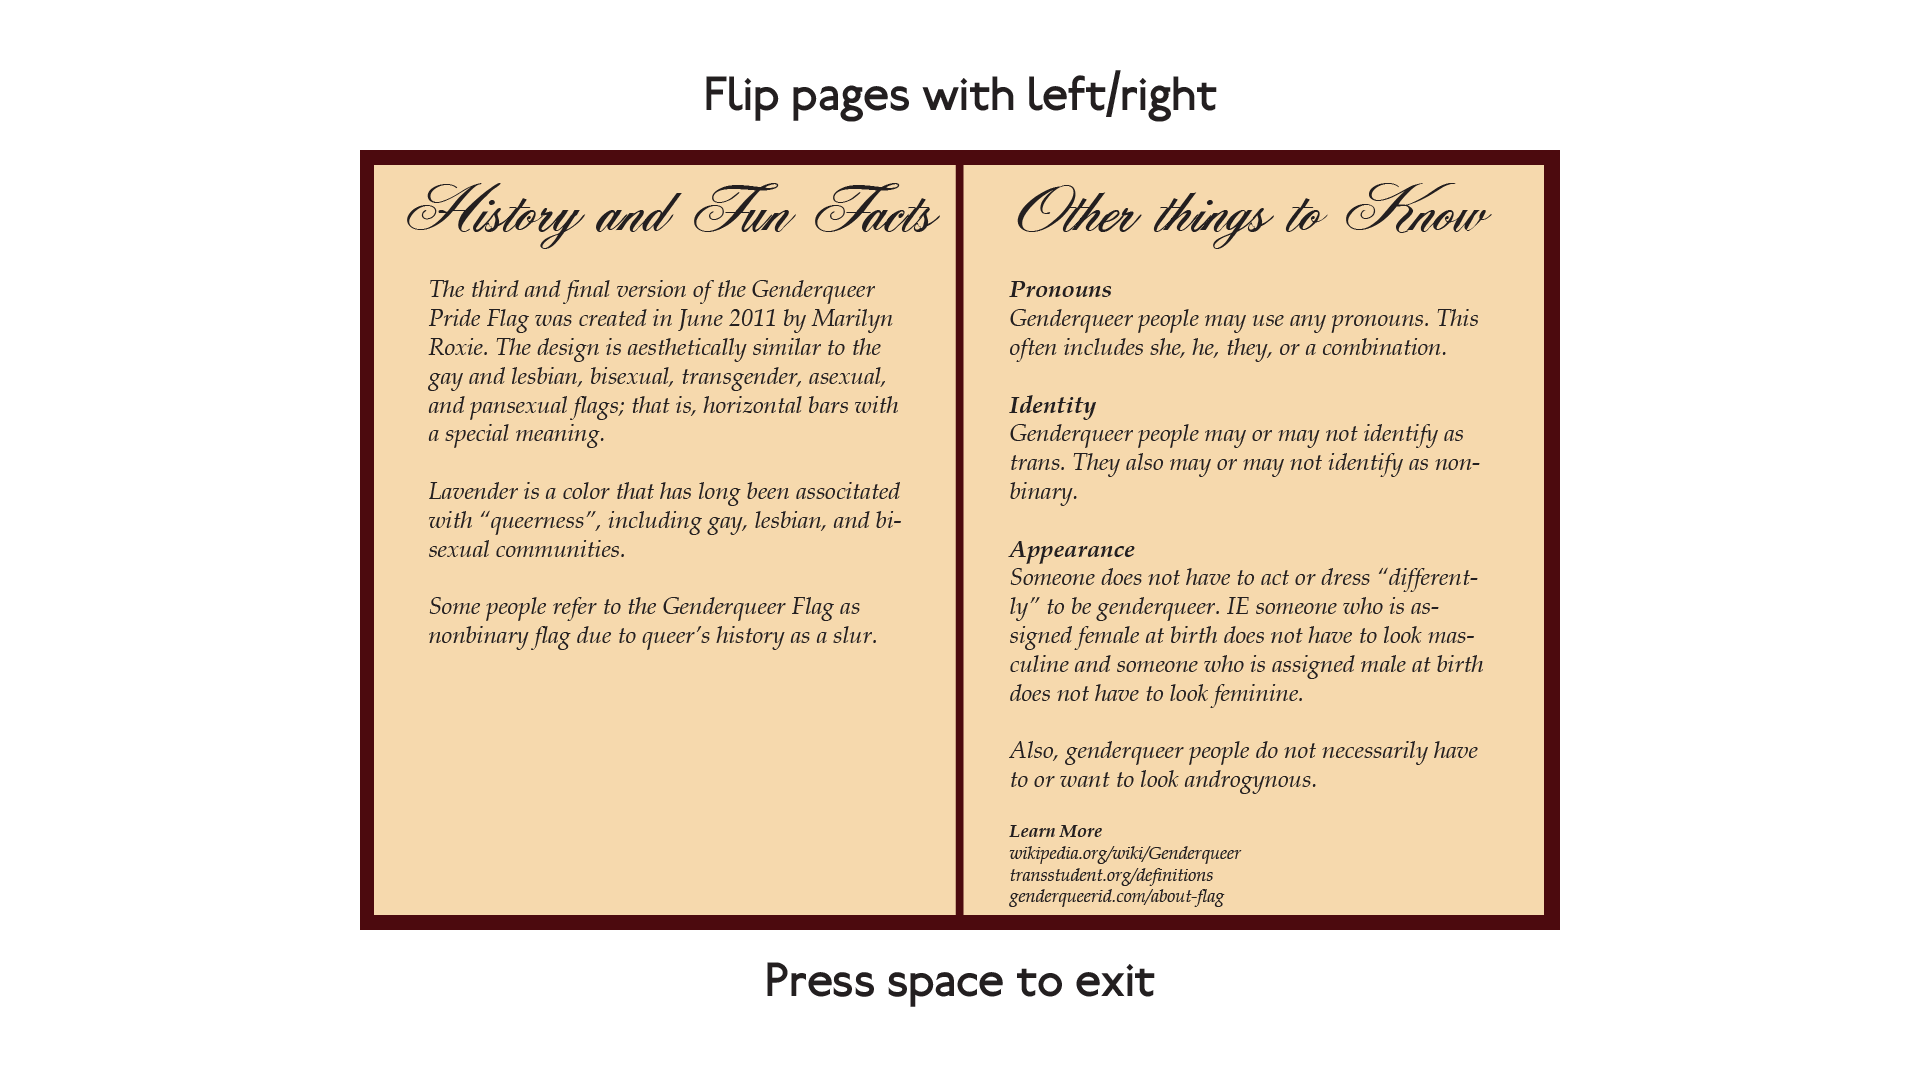 Flip pages with left/right
History and Fun Facts
The third and final version of the Genderqueer
Pride Flag was created in June 2011 by Marilyn
Roxie. The design is aesthetically similar to the
gay and lesbian, bisexual, transgender, asexual,
and pansexual flags; that is, horizontal bars with
a special meaning.
Lavender is a color that has long been associtated
with “queerness”, including gay, lesbian, and bi-
sexual communities.
Some people refer to the Genderqueer Flag as
nonbinary flag due to queer’s history as a slur.
Other things to Know
Pronouns
Genderqueer people may use any pronouns. This
often includes she, he, they, or a combination.
Identity
Genderqueer people may or may not identify as
trans. They also may or may not identify as non-
binary.
Appearance
Someone does not have to act or dress “different-
ly” to be genderqueer. IE someone who is as-
signed female at birth does not have to look mas-
culine and someone who is assigned male at birth
does not have to look feminine.
Also, genderqueer people do not necessarily have
to or want to look androgynous.
Learn More
wikipedia.org/wiki/Genderqueer
transstudent.org/definitions
genderqueerid.com/about-flag
Press space to exit